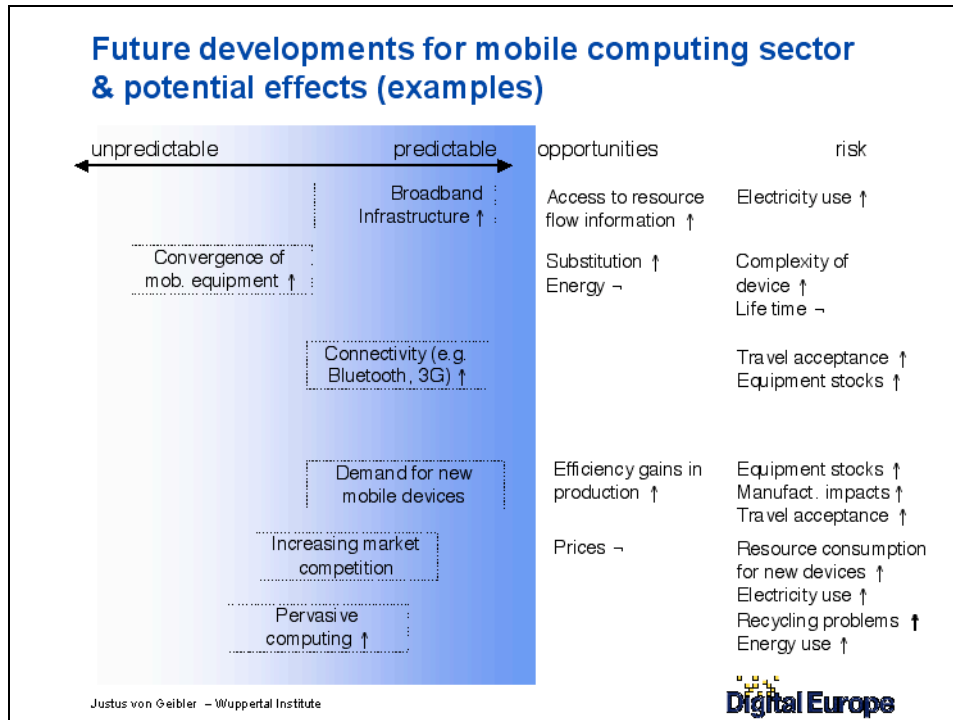 Future developments for mobile computing sector
& potential effects (examples)
unpredictable predictable opportunities risk
Broadband
Infrastructure ↑
Access to resource
flow information ↑
Electricity use ↑
Convergence of
mob. equipment ↑
Substitution ↑
Energy ¬
Complexity of
device ↑
Life time ¬
Connectivity (e.g.
Bluetooth, 3G) ↑
Travel acceptance ↑
Equipment stocks ↑
Demand for new
mobile devices
Efficiency gains in
production ↑
Equipment stocks ↑
Manufact. impacts ↑
Travel acceptance ↑
Increasing market
competition
Prices ¬
Resource consumption
for new devices ↑
Electricity use ↑
Pervasive
computing ↑
Recycling problems ↑
Energy use ↑
Justus von Geibler – Wuppertal Institute
Digital Europe